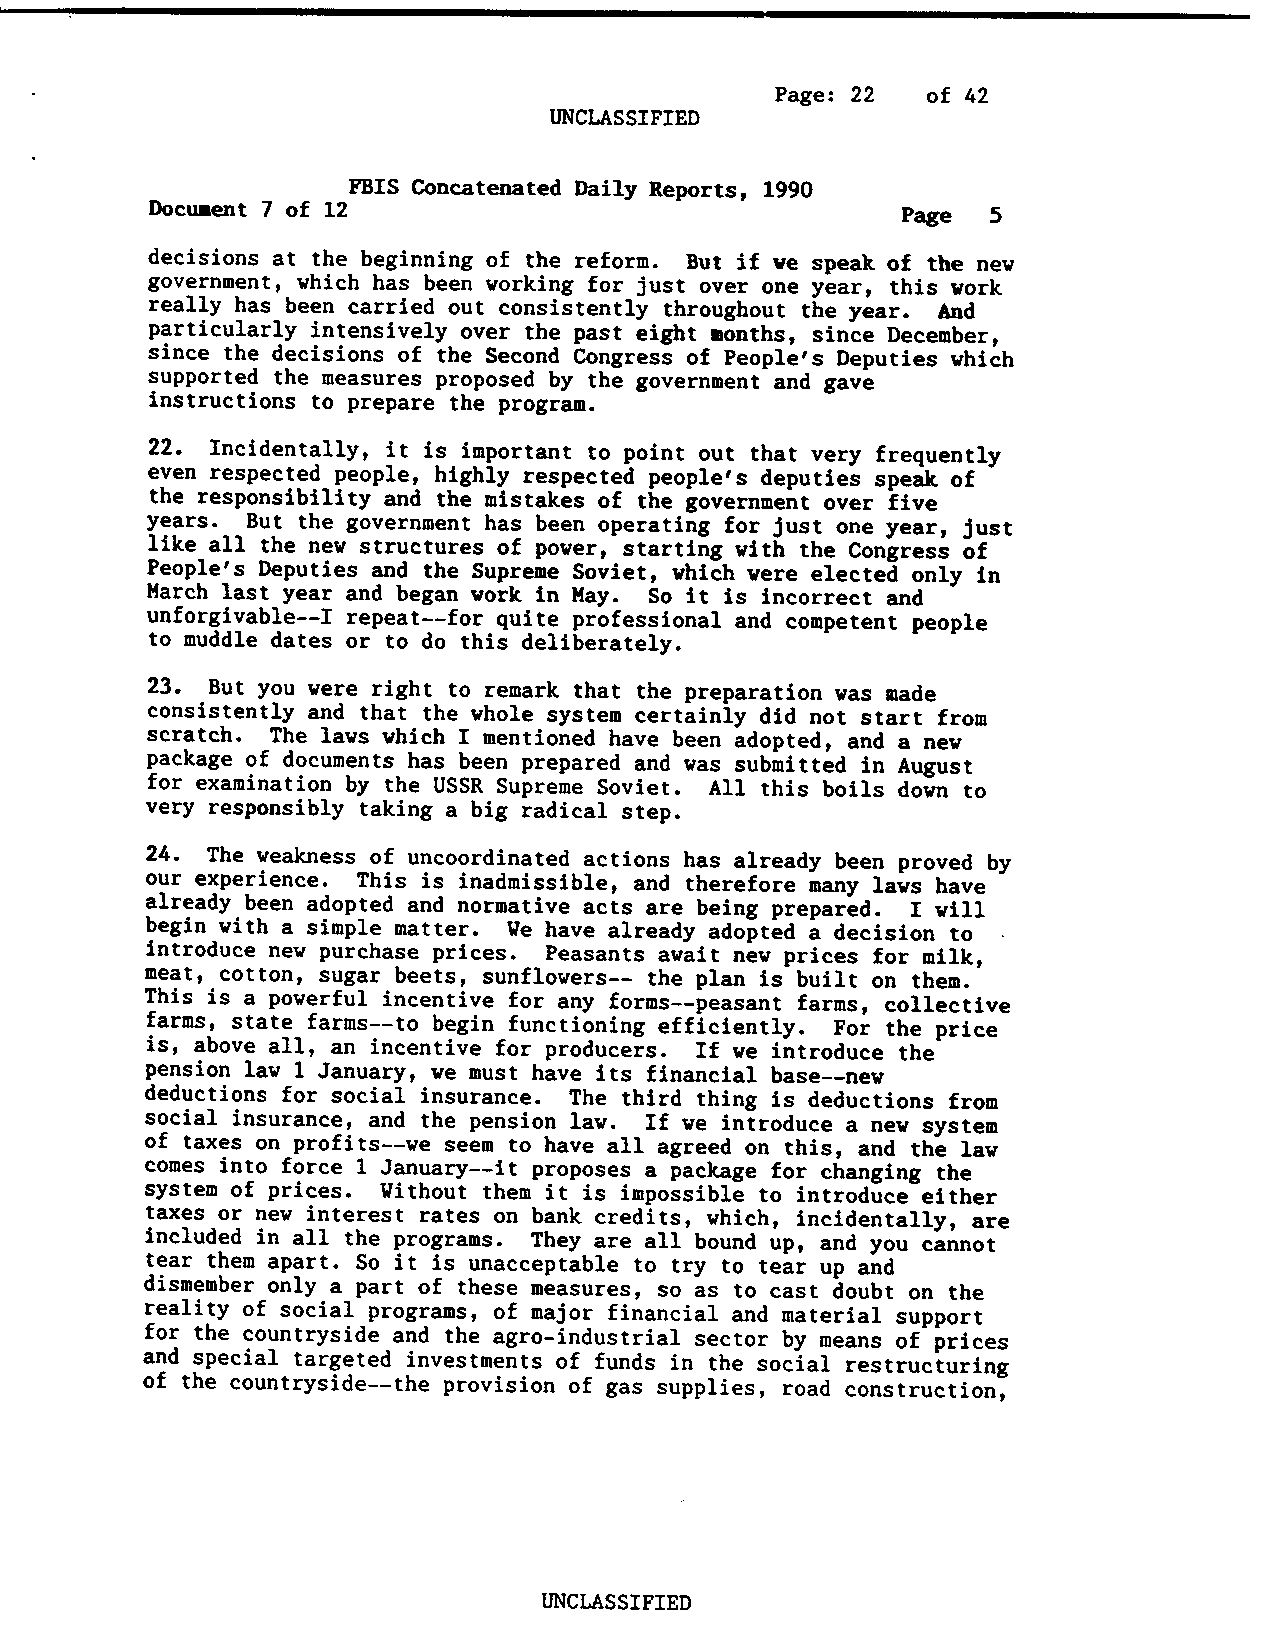 Page: 22 of 42
UNCLASSIFIED
FBIS Concatenated Daily Reports, 1990
Document 7 of 12 Page 5
decisions at the beginning of the reform. But if we speak of the new
government, which has been working for just over one year, this work
really has been carried out consistently throughout the year. And
particularly intensively over the past eight months, since December,
since the decisions of the Second Congress of People's Deputies which
supported the measures proposed by the government and gave
instructions to prepare the program.
22. Incidentally, it is important to point out that very frequently
even respected people, highly respected people's deputies speak of
the responsibility and the mistakes of the government over five
years. But the government has been operating for just one year, just
like all the new structures of power, starting with the Congress of
People's Deputies and the Supreme Soviet, which were elected only in
March last year and began work in May. So it is incorrect and
unforgivable--I repeat--for quite professional and competent people
to muddle dates or to do this deliberately.
23. But you were right to remark that the preparation was made
consistently and that the whole system certainly did not start from
scratch. The laws which I mentioned have been adopted, and a new
package of documents has been prepared and was submitted in August
for examination by the USSR Supreme Soviet. All this boils down to
very responsibly taking a big radical step.
24. The weakness of uncoordinated actions has already been proved by
our experience. This is inadmissible, and therefore many laws have
already been adopted and normative acts are being prepared. I will
begin with a simple matter. We have already adopted a decision to
introduce new purchase prices. Peasants await new prices for milk,
meat, cotton, sugar beets, sunflowers-- the plan is built on them.
This is a powerful incentive for any forms--peasant farms, collective
farms, state farms--to begin functioning efficiently. For the price
is, above all, an incentive for producers. If we introduce the
pension law 1 January, we must have its financial base--new
deductions for social insurance. The third thing is deductions from
social insurance, and the pension law. If we introduce a new system
of taxes on profits--we seem to have all agreed on this, and the law
comes into force 1 January--it proposes a package for changing the
system of prices. Without them it is impossible to introduce either
taxes or new interest rates on bank credits, which, incidentally, are
included in all the programs. They are all bound up, and you cannot
tear them apart. So it is unacceptable to try to tear up and
dismember only a part of these measures, so as to cast doubt on the
reality of social programs, of major financial and material support
for the countryside and the agro-industrial sector by means of prices
and special targeted investments of funds in the social restructuring
of the countryside--the provision of gas supplies, road construction,
UNCLASSIFIED